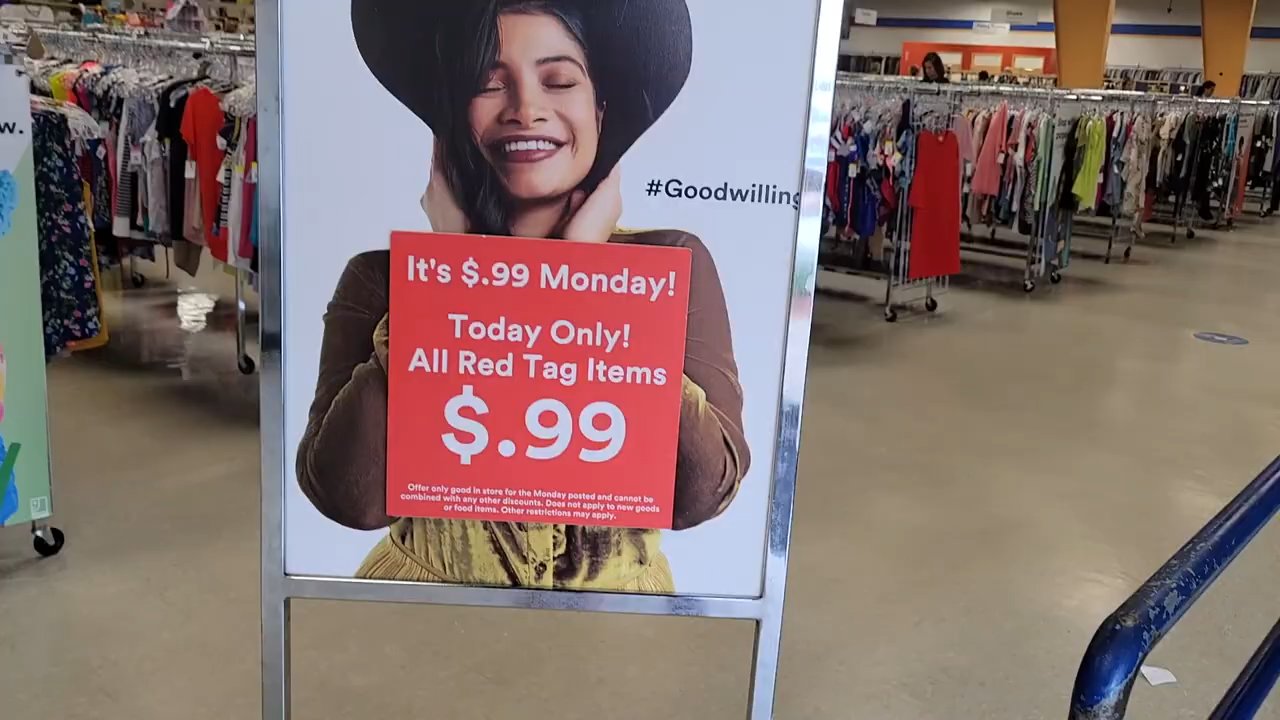 w.
#Goodwilling
It's $.99 Monday!
Today Only!
All Red Tag Items
$.99
Offer only good in store for the Monday posted and cannot be
combined with any other discounts. Does not apply to new goods
or food items. Other restrictions may apply.